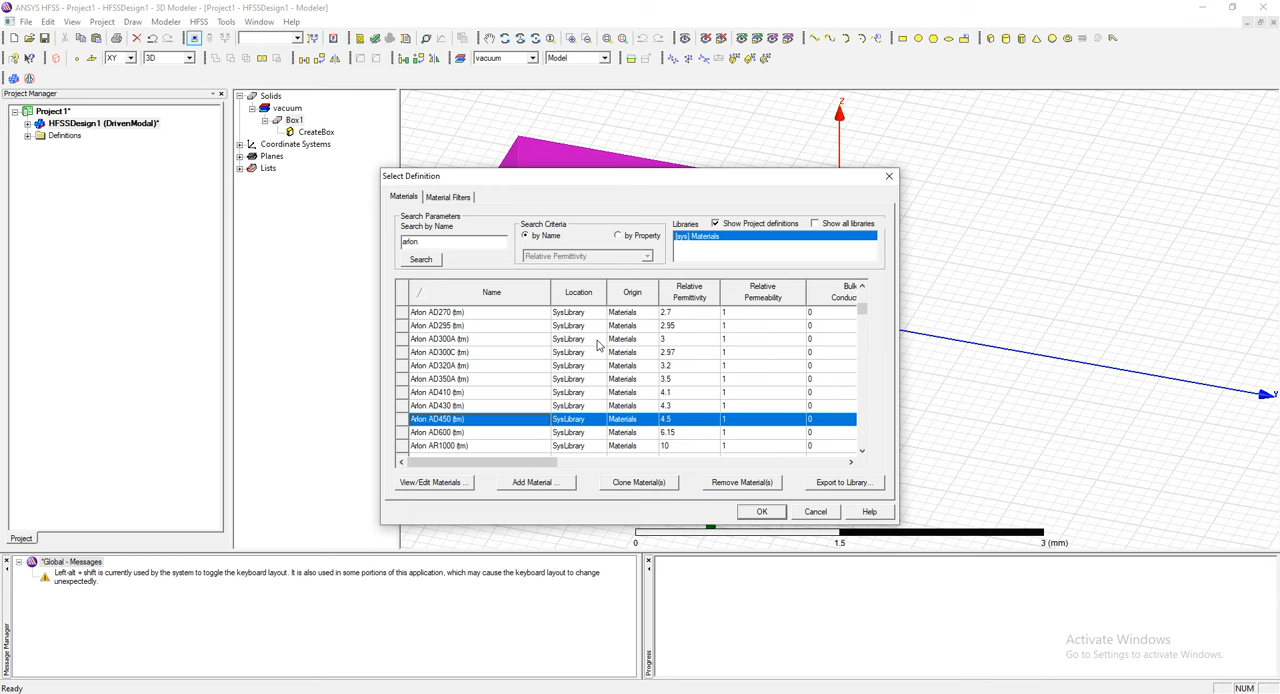 ANSYS HFSS - Project1 - HFSSDesign1 - 3D Modeler - [Project1 - HFSSDesign1 - Modeler]
File Edit View Project Draw Modeler HFSS Tools Window Help
XY 3D vacuum Model
Project Manager
Project1*
HFSSDesign1 (DrivenModal)*
Definitions
Project
Solids
vacuum
Box1
CreateBox
Coordinate Systems
Planes
Lists
Z
Select Definition
Materials Material Filters
Search Parameters
Search by Name
arlon
Search
Search Criteria
by Name by Property
Relative Permittivity
Libraries Show Project definitions Show all libraries
[sys] Materials
/ Name Location Origin Relative Permittivity Relative Permeability Bulk Conduc
Arlon AD270 (tm) SysLibrary Materials 2.7 1 0
Arlon AD295 (tm) SysLibrary Materials 2.95 1 0
Arlon AD300A (tm) SysLibrary Materials 3 1 0
Arlon AD300C (tm) SysLibrary Materials 2.97 1 0
Arlon AD320A (tm) SysLibrary Materials 3.2 1 0
Arlon AD350A (tm) SysLibrary Materials 3.5 1 0
Arlon AD410 (tm) SysLibrary Materials 4.1 1 0
Arlon AD430 (tm) SysLibrary Materials 4.3 1 0
Arlon AD450 (tm) SysLibrary Materials 4.5 1 0
Arlon AD600 (tm) SysLibrary Materials 6.15 1 0
Arlon AR1000 (tm) SysLibrary Materials 10 1 0
View/Edit Materials ... Add Material ... Clone Material(s) Remove Material(s) Export to Library...
OK Cancel Help
Y
0 1.5 3 (mm)
Message Manager
*Global - Messages
Left-alt + shift is currently used by the system to toggle the keyboard layout. It is also used in some portions of this application, which may cause the keyboard layout to change
unexpectedly.
Progress
Activate Windows
Go to Settings to activate Windows.
Ready NUM